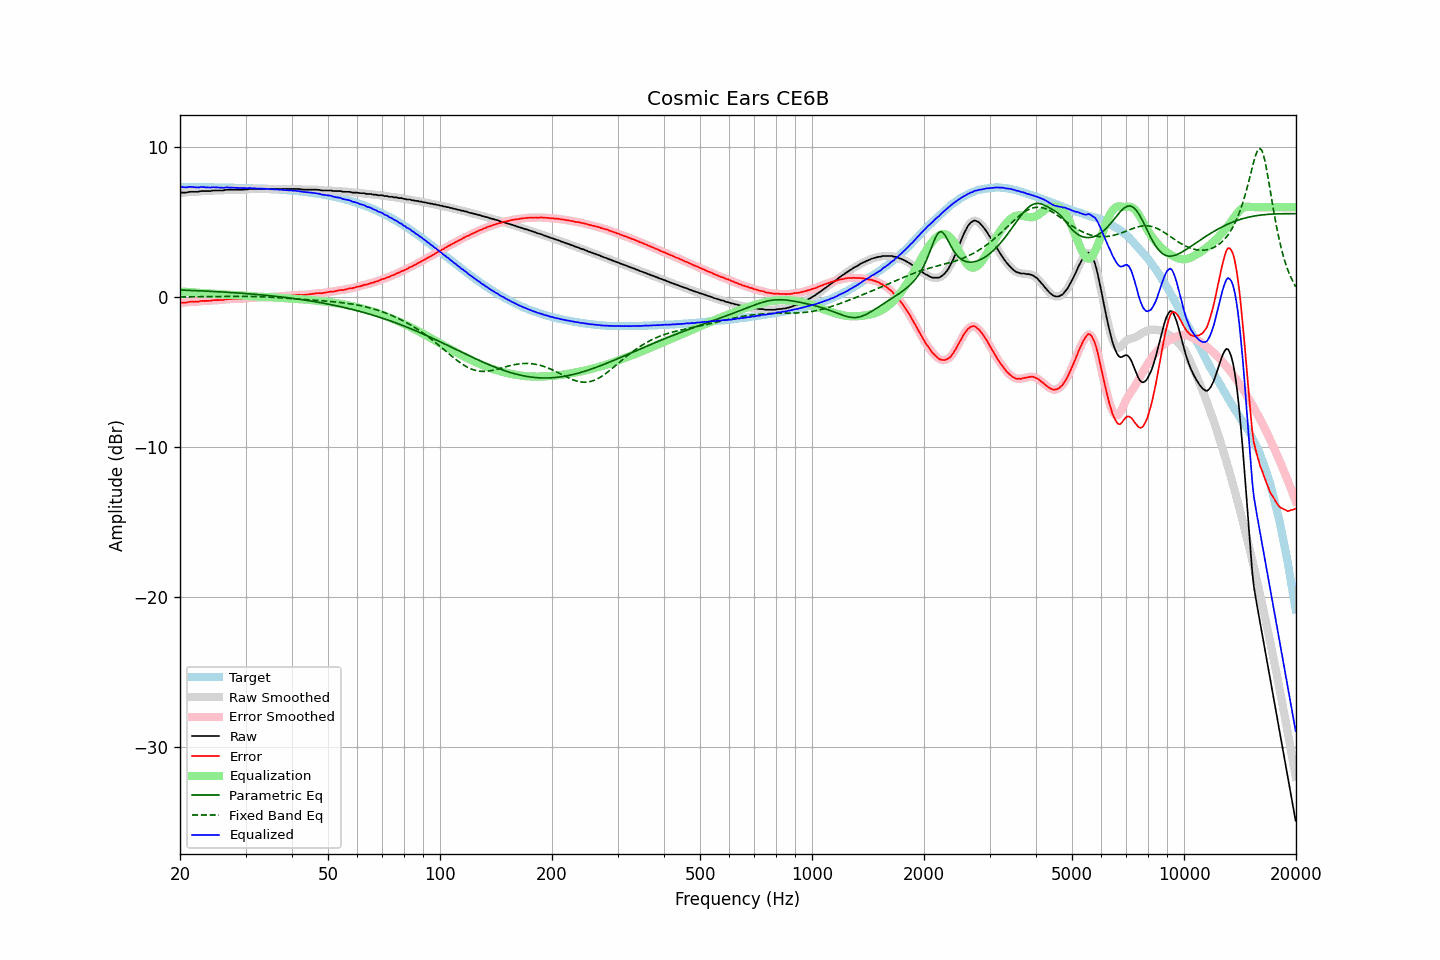 Cosmic Ears CE6B
Amplitude (dBr)
10
0
−10
−20
−30
Target
Raw Smoothed
Error Smoothed
Raw
Error
Equalization
Parametric Eq
Fixed Band Eq
Equalized
20 50 100 200 500 1000 2000 5000 10000 20000
Frequency (Hz)